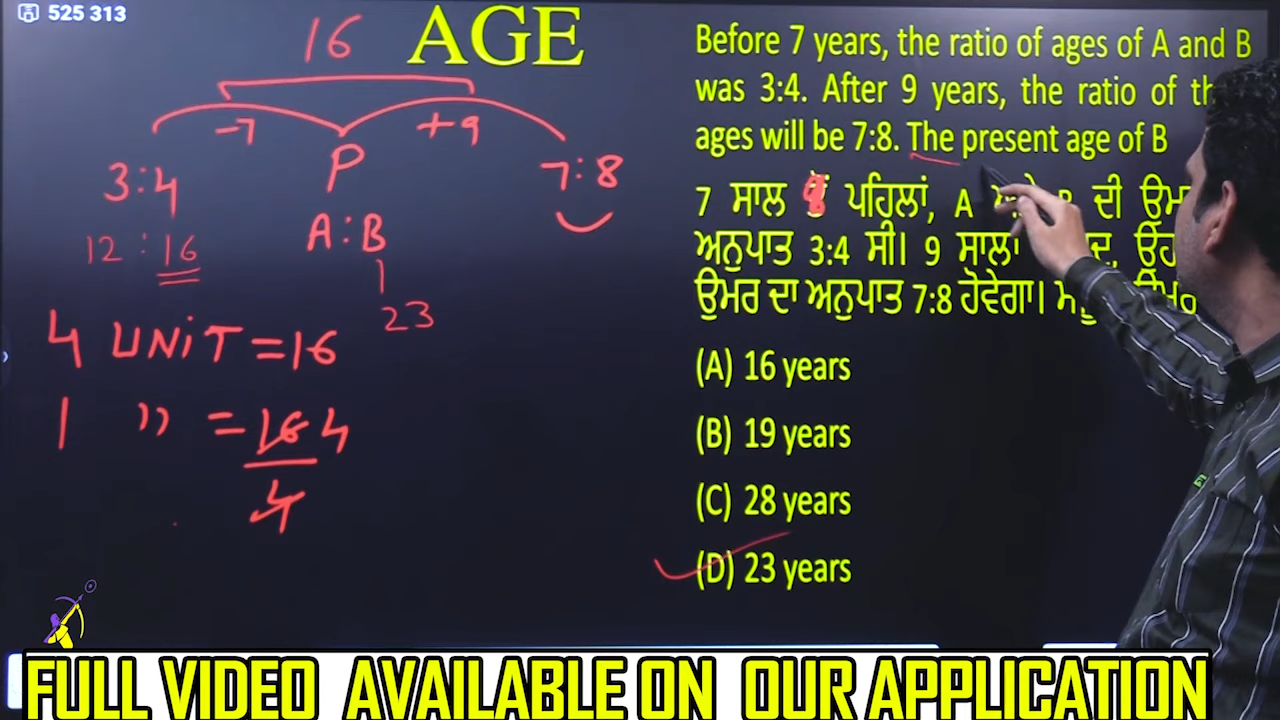 525 313
16 AGE
-7 +9
3:4 P 7:8
12 : 16 A:B
23
4 UNiT =16
1 ,, = 16 4
4
Before 7 years, the ratio of ages of A and B
was 3:4. After 9 years, the ratio of
ages will be 7:8. The present age of B
7 ਸਾਲ ਪਹਿਲਾਂ, A B ਦੀ
ਅਨੁਪਾਤ 3:4 ਸੀ। 9 ਸਾਲਾਂ
ਉਮਰ ਦਾ ਅਨੁਪਾਤ 7:8 ਹੋਵੇਗਾ।
(A) 16 years
(B) 19 years
(C) 28 years
(D) 23 years
FULL VIDEO AVAILABLE ON OUR APPLICATION